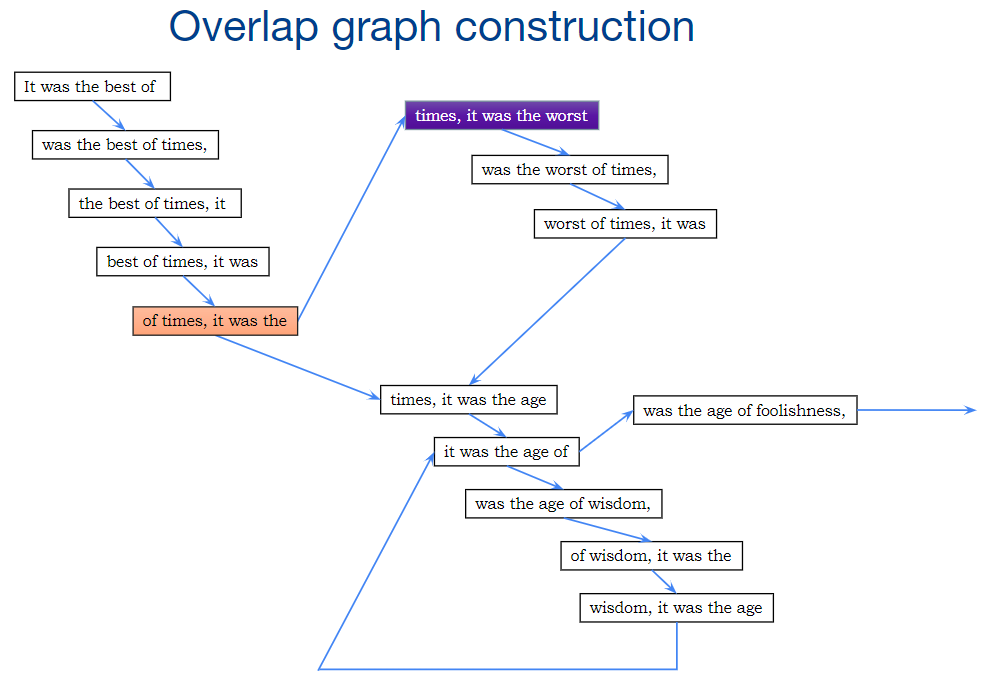 Overlap graph construction
It was the best of
was the best of times,
the best of times, it
best of times, it was
of times, it was the
times, it was the worst
was the worst of times,
worst of times, it was
times, it was the age
it was the age of
was the age of foolishness,
was the age of wisdom,
of wisdom, it was the
wisdom, it was the age